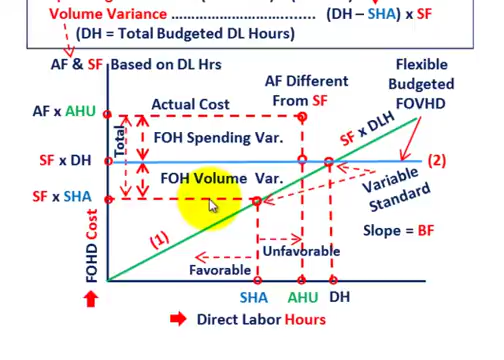 Volume Variance ................................ (DH – SHA) x SF
(DH = Total Budgeted DL Hours)
AF & SF Based on DL Hrs
AF Different From SF
Flexible Budgeted FOVHD
AF x AHU
Actual Cost
Total
FOH Spending Var.
SF x DLH
SF x DH
(2)
FOH Volume Var.
Variable Standard
SF x SHA
Slope = BF
FOHD Cost
(1)
Unfavorable
Favorable
SHA AHU DH
Direct Labor Hours